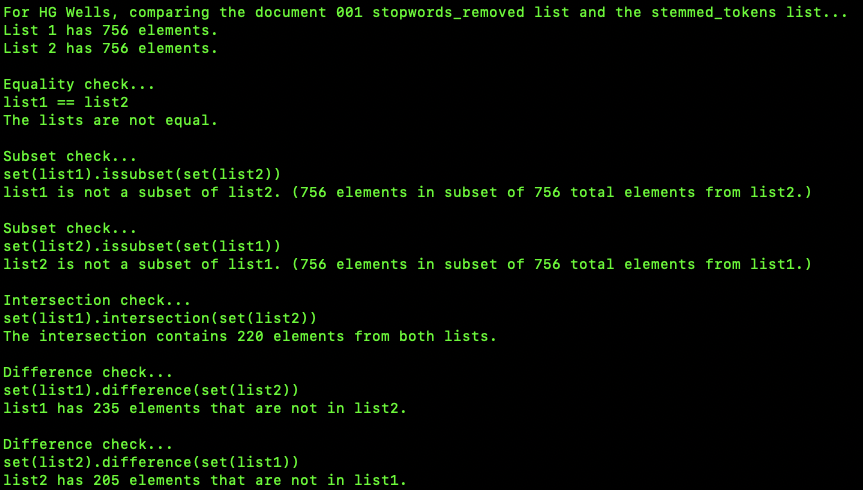 For HG Wells, comparing the document 001 stopwords_removed list and the stemmed_tokens list...
List 1 has 756 elements.
List 2 has 756 elements.
Equality check...
list1 == list2
The lists are not equal.
Subset check...
set(list1).issubset(set(list2))
list1 is not a subset of list2. (756 elements in subset of 756 total elements from list2.)
Subset check...
set(list2).issubset(set(list1))
list2 is not a subset of list1. (756 elements in subset of 756 total elements from list1.)
Intersection check...
set(list1).intersection(set(list2))
The intersection contains 220 elements from both lists.
Difference check...
set(list1).difference(set(list2))
list1 has 235 elements that are not in list2.
Difference check...
set(list2).difference(set(list1))
list2 has 205 elements that are not in list1.